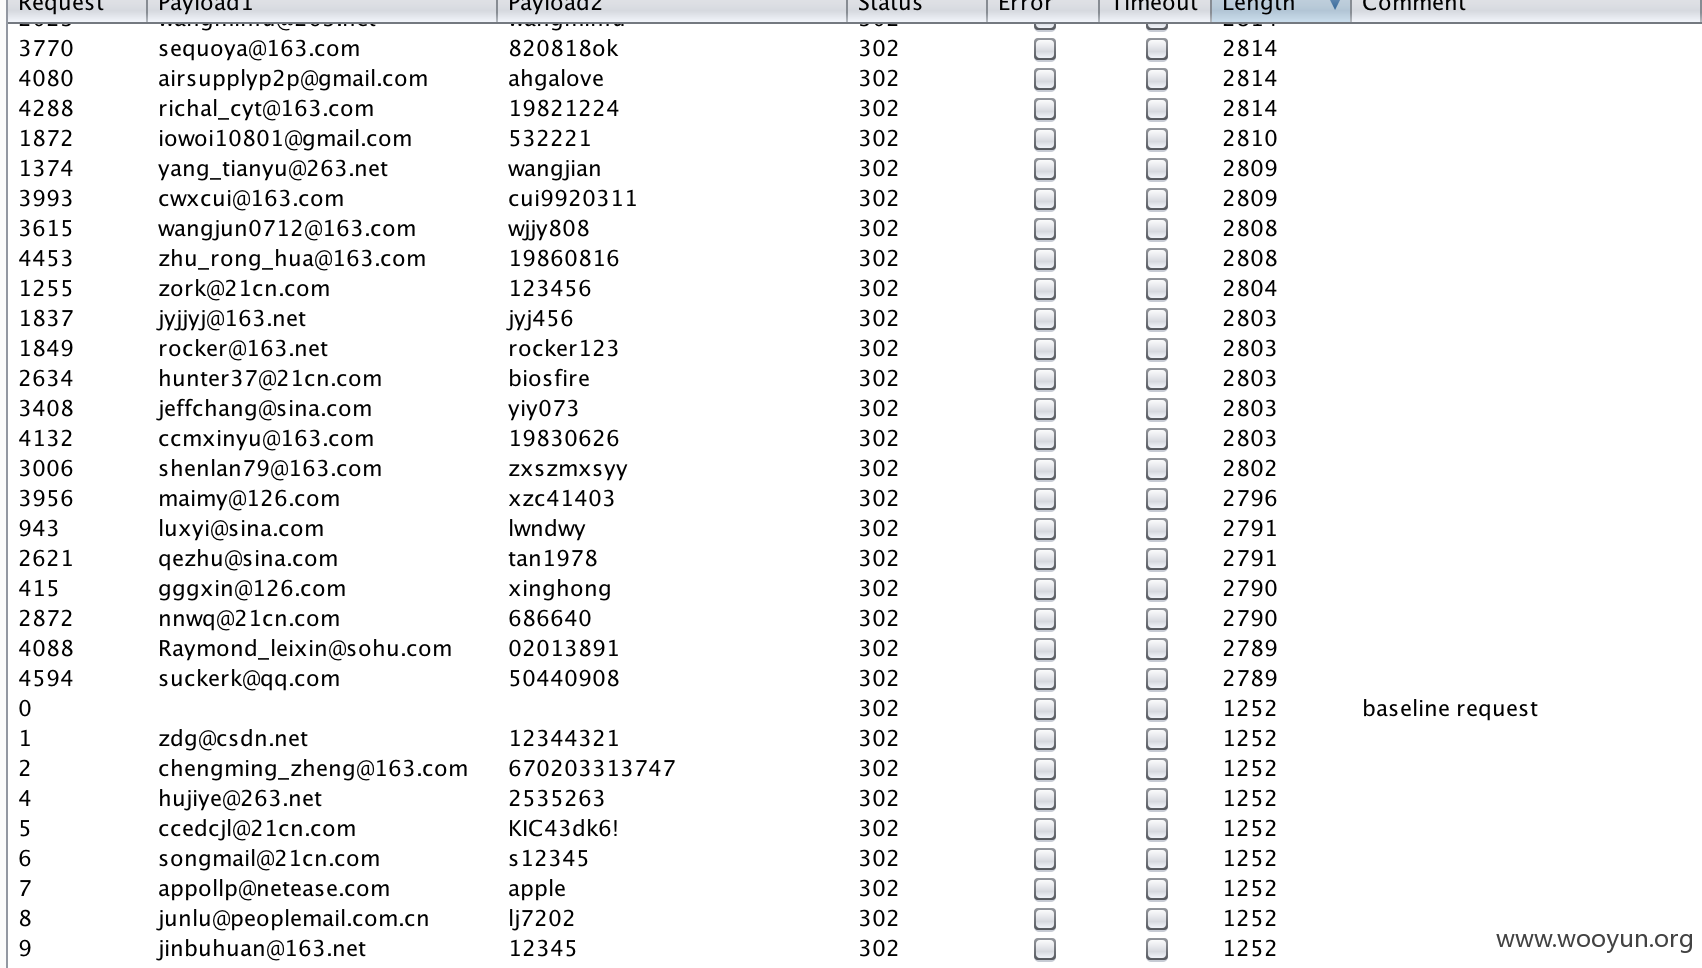 Request Payload1 Payload2 Status Error Timeout Length Comment
3770 sequoya@163.com 820818ok 302 2814
4080 airsupplyp2p@gmail.com ahgalove 302 2814
4288 richal_cyt@163.com 19821224 302 2814
1872 iowoi10801@gmail.com 532221 302 2810
1374 yang_tianyu@263.net wangjian 302 2809
3993 cwxcui@163.com cui9920311 302 2809
3615 wangjun0712@163.com wjjy808 302 2808
4453 zhu_rong_hua@163.com 19860816 302 2808
1255 zork@21cn.com 123456 302 2804
1837 jyjjyj@163.net jyj456 302 2803
1849 rocker@163.net rocker123 302 2803
2634 hunter37@21cn.com biosfire 302 2803
3408 jeffchang@sina.com yiy073 302 2803
4132 ccmxinyu@163.com 19830626 302 2803
3006 shenlan79@163.com zxszmxsyy 302 2802
3956 maimy@126.com xzc41403 302 2796
943 luxyi@sina.com lwndwy 302 2791
2621 qezhu@sina.com tan1978 302 2791
415 gggxin@126.com xinghong 302 2790
2872 nnwq@21cn.com 686640 302 2790
4088 Raymond_leixin@sohu.com 02013891 302 2789
4594 suckerk@qq.com 50440908 302 2789
0 302 1252 baseline request
1 zdg@csdn.net 12344321 302 1252
2 chengming_zheng@163.com 670203313747 302 1252
4 hujiye@263.net 2535263 302 1252
5 ccedcjl@21cn.com KIC43dk6! 302 1252
6 songmail@21cn.com s12345 302 1252
7 appollp@netease.com apple 302 1252
8 junlu@peoplemail.com.cn lj7202 302 1252
9 jinbuhuan@163.net 12345 302 1252
www.wooyun.org